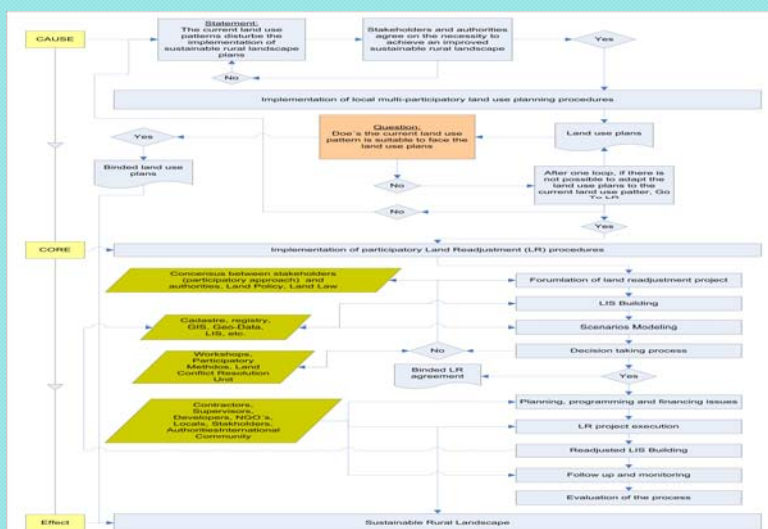 CAUSE
Statement:
The current land use
patterns disturbe the
implementation of
sustainable rural landscape
plans
Stakeholders and authorities
agree on the necessity to
achieve an improved
sustainable rural landscape
Yes
No
Implementation of local multi-participatory land use planning procedures
Yes
Question:
Doe´s the current land use
pattern is suitable to face the
land use plans
Land use plans
Binded land use
plans
No
After one loop, if there is
not possible to adapt the
land use plans to the
current land use patter, Go
To LR
No
Yes
CORE
Implementation of participatory Land Readjustment (LR) procedures
Concensus between stakeholders
(participatory approach) and
authorities, Land Policy, Land Law
Forumlation of land readjustment project
LIS Building
Cadastre, registry,
GIS, Geo-Data,
LIS, etc.
Scenarios Modeling
Workshops,
Participatory
Methdos, Land
Conflict Resolution
Unit
No
Decision taking process
Binded LR
agreement
Yes
Contractors,
Supervisors,
Developers, NGO´s,
Locals, Stakholders,
AuthoritiesInternational
Community
Planning, programming and financing issues
LR project execution
Readjusted LIS Building
Follow up and monitoring
Evaluation of the process
Effect
Sustainable Rural Landscape